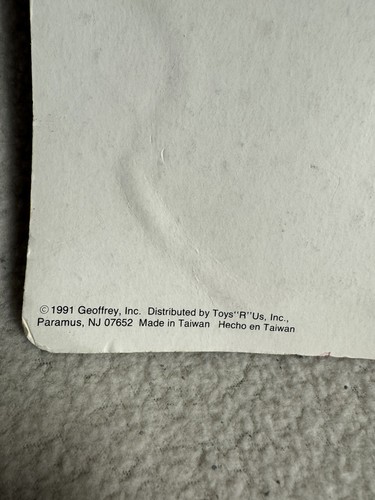 ©1991 Geoffrey, Inc. Distributed by Toys"R"Us, Inc.,
Paramus, NJ 07652 Made in Taiwan Hecho en Taiwan